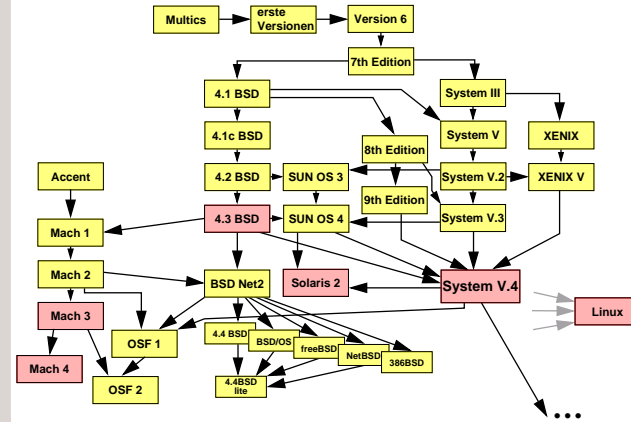 Multics
erste
Versionen
Version 6
7th Edition
4.1 BSD
System III
4.1c BSD
System V
XENIX
8th Edition
Accent
4.2 BSD
SUN OS 3
System V.2
XENIX V
9th Edition
4.3 BSD
SUN OS 4
System V.3
Mach 1
Mach 2
BSD Net2
Solaris 2
System V.4
Mach 3
Linux
OSF 1
4.4 BSD
BSD/OS
freeBSD
NetBSD
386BSD
Mach 4
OSF 2
4.4BSD
lite
...